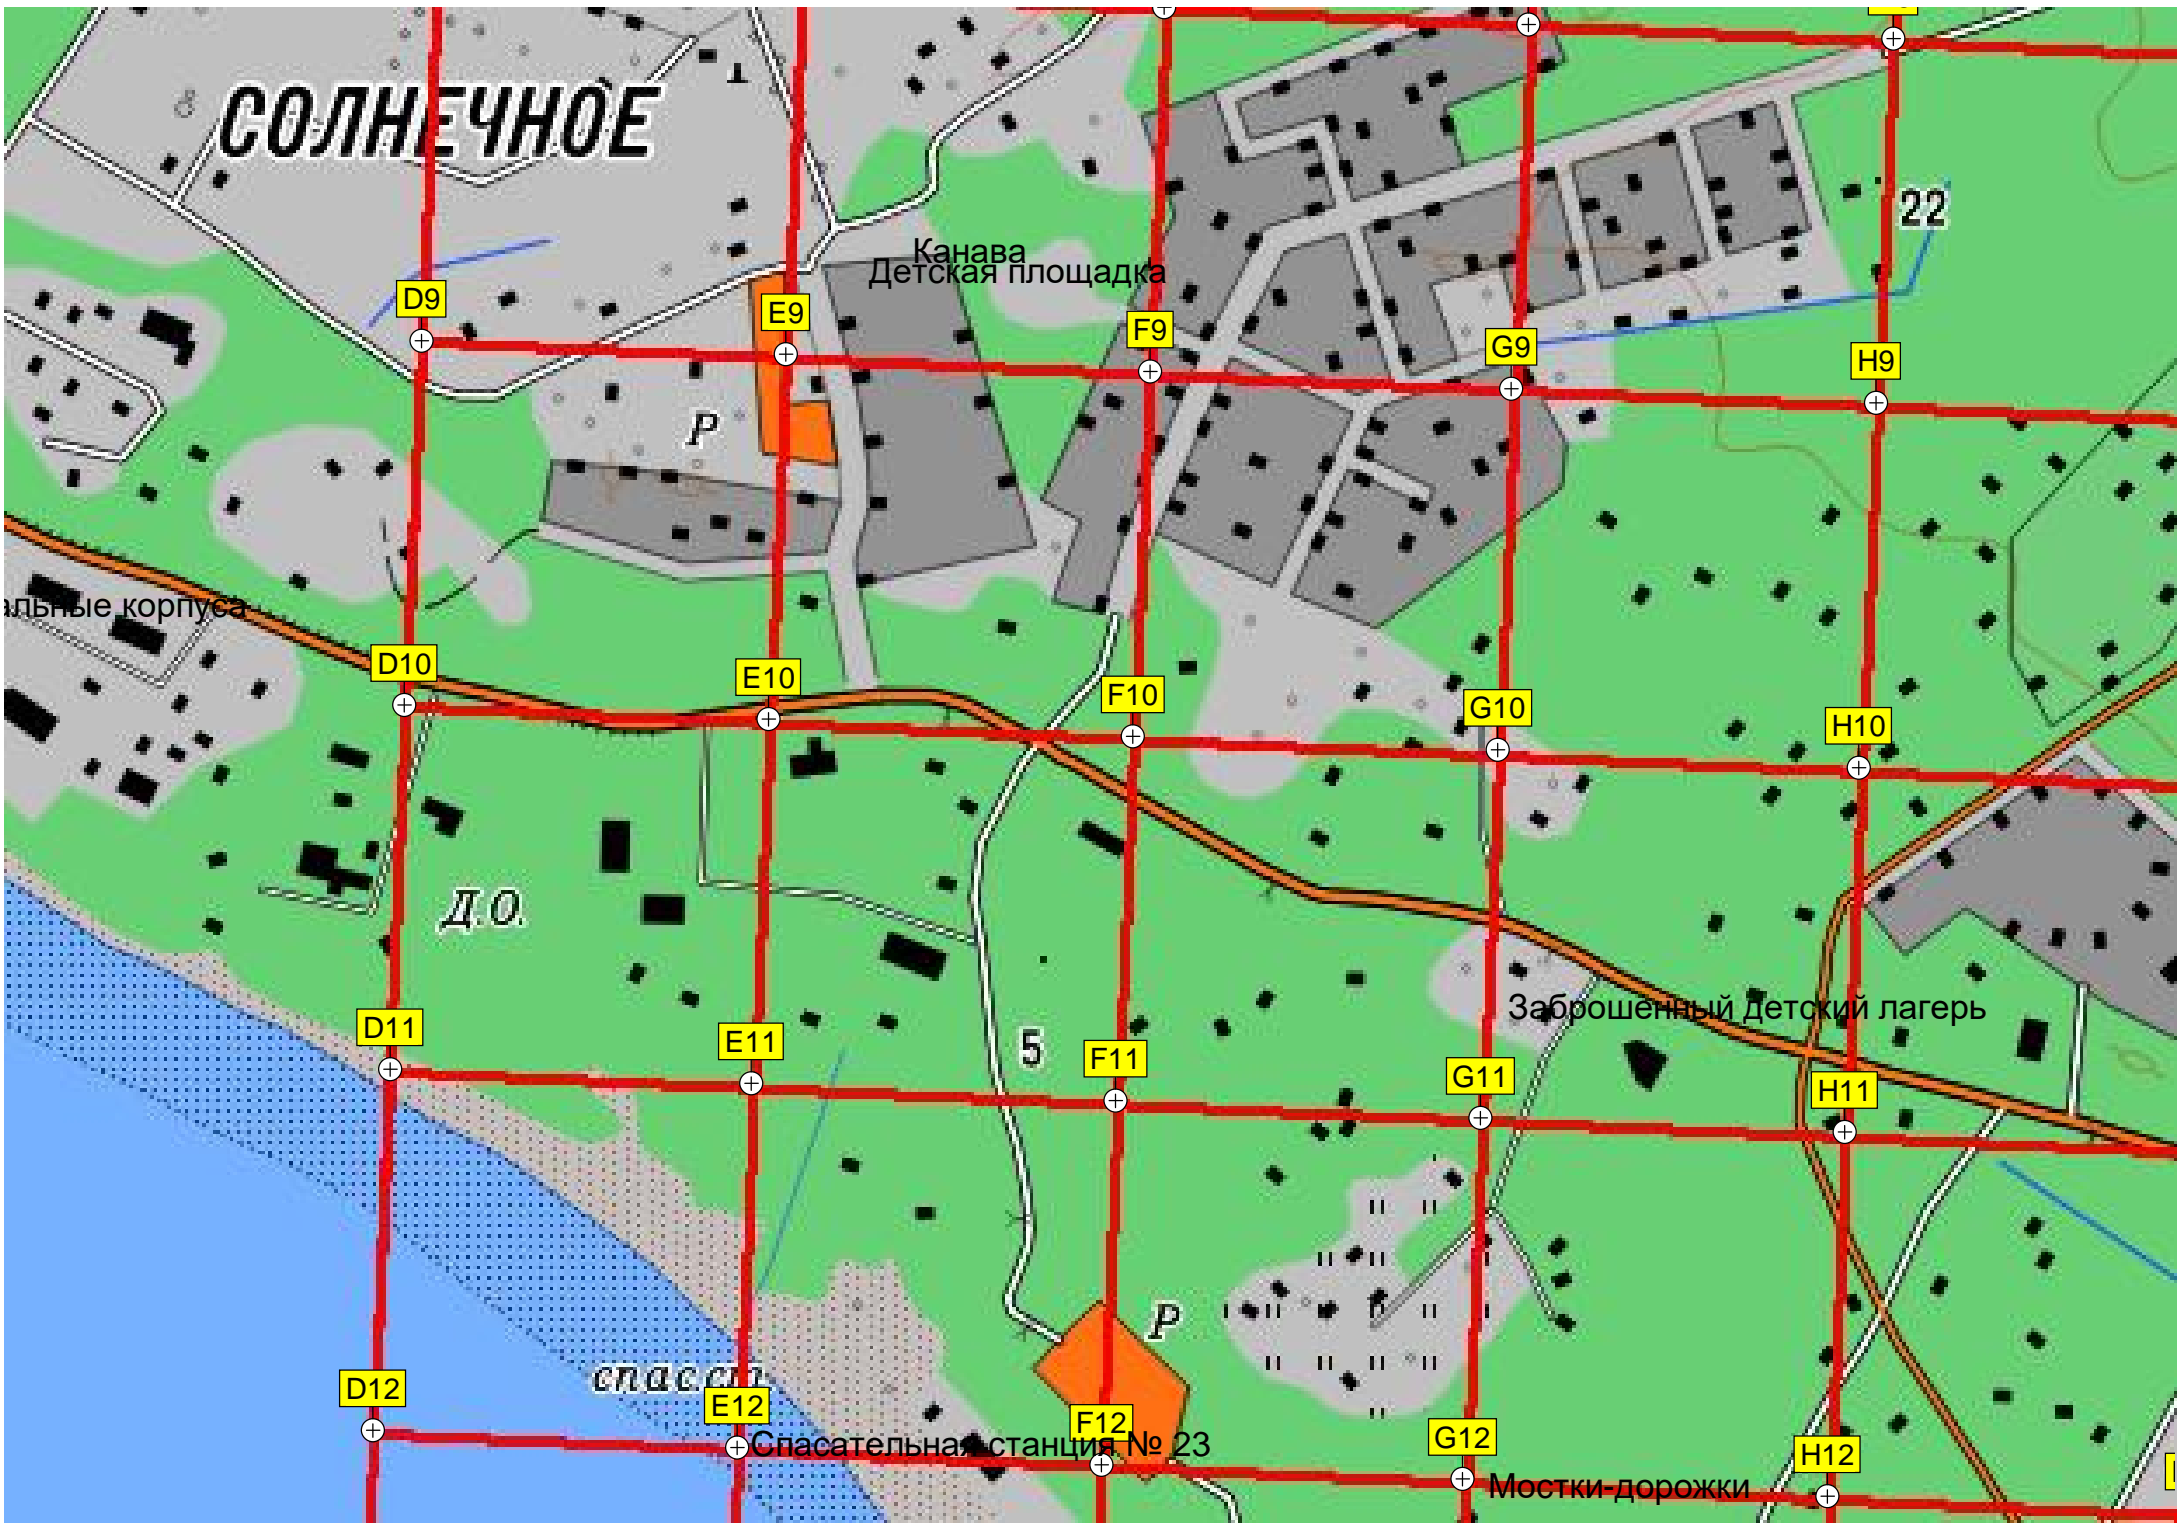 СОЛНЕЧНОЕ
22
Канава
Детская площадка
D9
E9
F9
G9
H9
Р
альные корпуса
D10
E10
F10
G10
H10
Д.О.
Заброшенный детский лагерь
D11
E11
5
F11
G11
H11
Р
спас.ст.
D12
E12
F12
G12
H12
Спасательная станция № 23
Мостки-дорожки